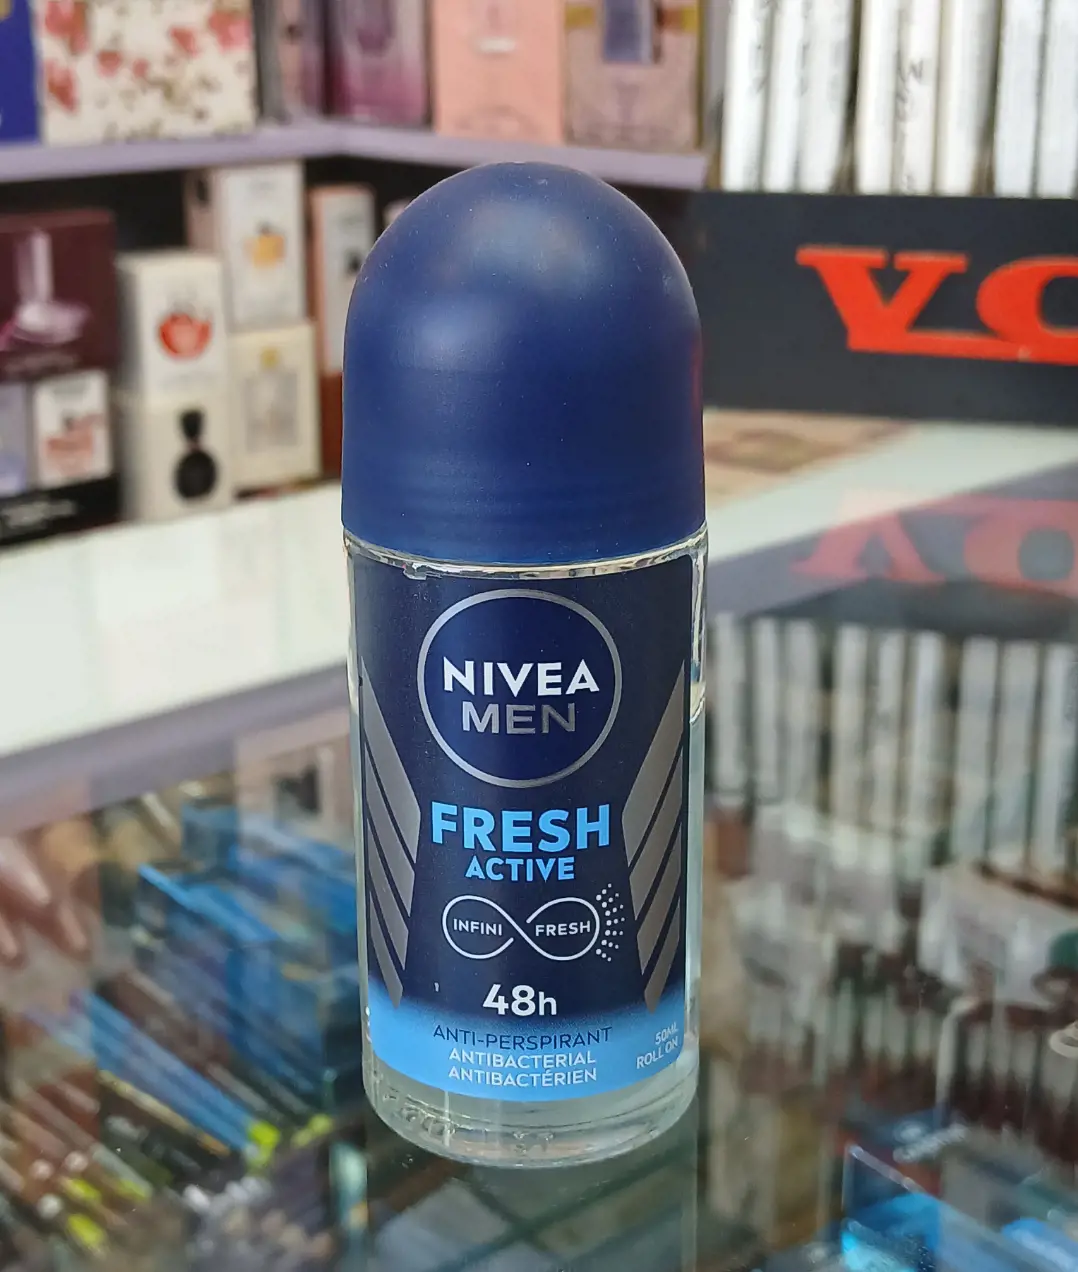 NIVEA
MEN
FRESH
ACTIVE
INFINI FRESH
48h
ANTI-PERSPIRANT
ANTIBACTERIAL
ANTIBACTÉRIEN
50ML
ROLL ON